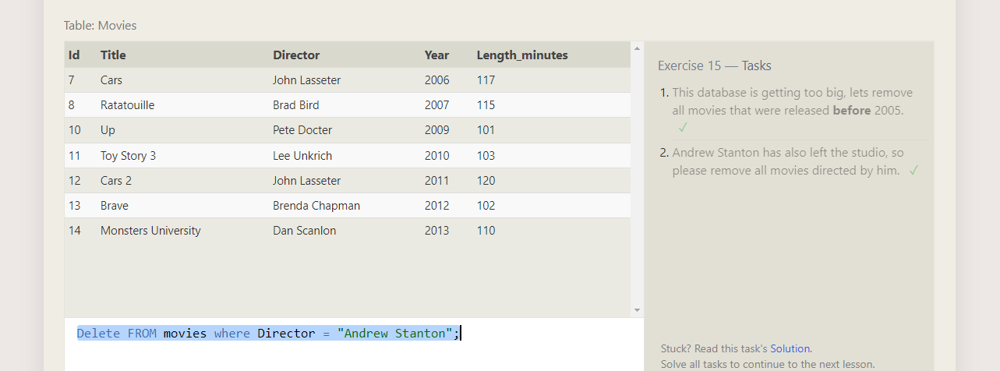 Table: Movies
Id Title Director Year Length_minutes
7 Cars John Lasseter 2006 117
8 Ratatouille Brad Bird 2007 115
10 Up Pete Docter 2009 101
11 Toy Story 3 Lee Unkrich 2010 103
12 Cars 2 John Lasseter 2011 120
13 Brave Brenda Chapman 2012 102
14 Monsters University Dan Scanlon 2013 110
Delete FROM movies where Director = "Andrew Stanton";
Exercise 15 — Tasks
1. This database is getting too big, lets remove
all movies that were released before 2005.
✓
2. Andrew Stanton has also left the studio, so
please remove all movies directed by him. ✓
Stuck? Read this task's Solution.
Solve all tasks to continue to the next lesson.